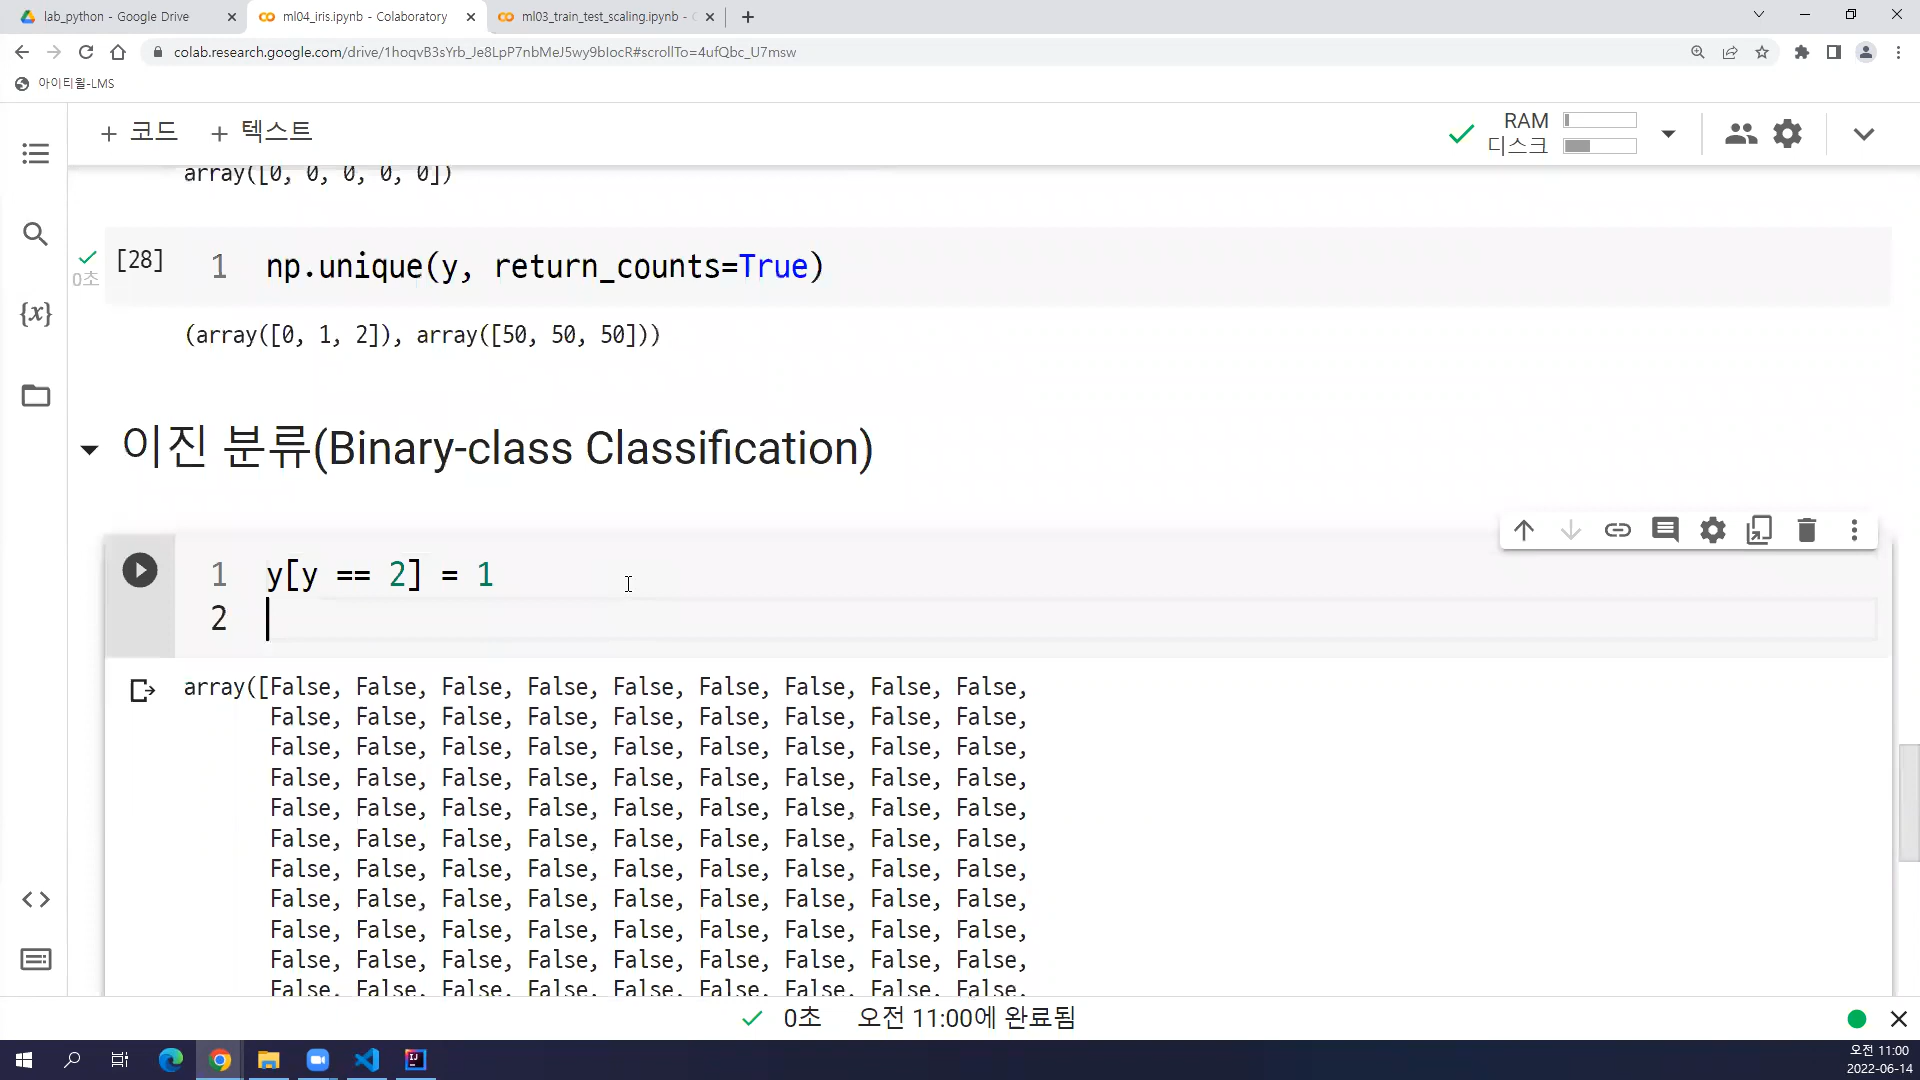 lab_python - Google Drive
ml04_iris.ipynb - Colaboratory
ml03_train_test_scaling.ipynb -
colab.research.google.com/drive/1hoqvB3sYrb_Je8LpP7nbMeJ5wy9blocR#scrollTo=4ufQbc_U7msw
아이티윌-LMS
+ 코드 + 텍스트
RAM
디스크
array([0, 0, 0, 0, 0])
[28] 1 np.unique(y, return_counts=True)
0초
(array([0, 1, 2]), array([50, 50, 50]))
이진 분류(Binary-class Classification)
1 y[y == 2] = 1
2
array([False, False, False, False, False, False, False, False, False,
False, False, False, False, False, False, False, False, False,
False, False, False, False, False, False, False, False, False,
False, False, False, False, False, False, False, False, False,
False, False, False, False, False, False, False, False, False,
False, False, False, False, False, False, False, False, False,
False, False, False, False, False, False, False, False, False,
False, False, False, False, False, False, False, False, False,
False, False, False, False, False, False, False, False, False,
False, False, False, False, False, False, False, False, False,
False, False, False, False, False, False, False, False, False,
0초 오전 11:00에 완료됨
오전 11:00
2022-06-14